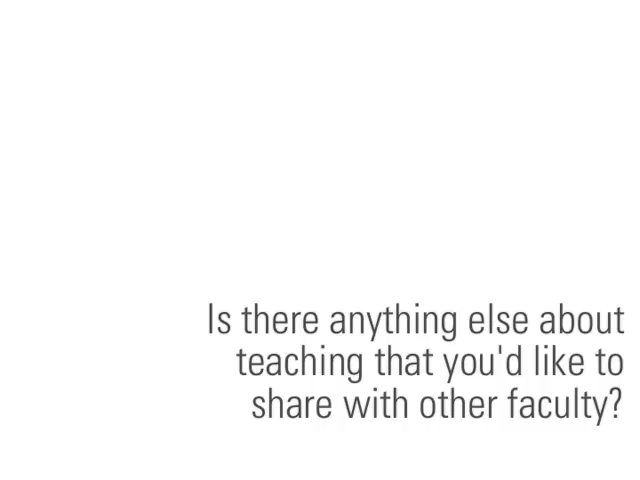 Is there anything else about
teaching that you'd like to
share with other faculty?